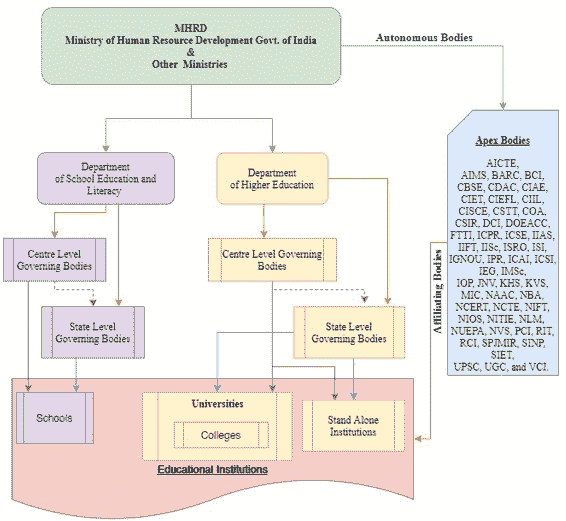 MHRD
Ministry of Human Resource Development Govt. of India
&
Other Ministries
Autonomous Bodies
Department
of School Education and
Literacy
Department
of Higher Education
Centre Level
Governing Bodies
Centre Level Governing
Bodies
State Level
Governing Bodies
State Level
Governing Bodies
Apex Bodies
AICTE,
AIMS, BARC, BCI,
CBSE, CDAC, CIAE,
CIET, CIEFL, CIIL,
CISCE, CSTT, COA,
CSIR, DCI, DOEACC,
FTTI, ICPR, ICSE, IIAS,
IIFT, IISc, ISRO, ISI,
IGNOU, IPR, ICAI, ICSI,
IEG, IMSc,
IOP, JNV, KHS, KVS,
MIC, NAAC, NBA,
NCERT, NCTE, NIFT,
NIOS, NITIE, NLM,
NUEPA, NVS, PCI, RIT,
RCI, SPJMIR, SINP,
SIET,
UPSC, UGC, and VCI.
Affiliating Bodies
Schools
Universities
Colleges
Stand Alone
Institutions
Educational Institutions